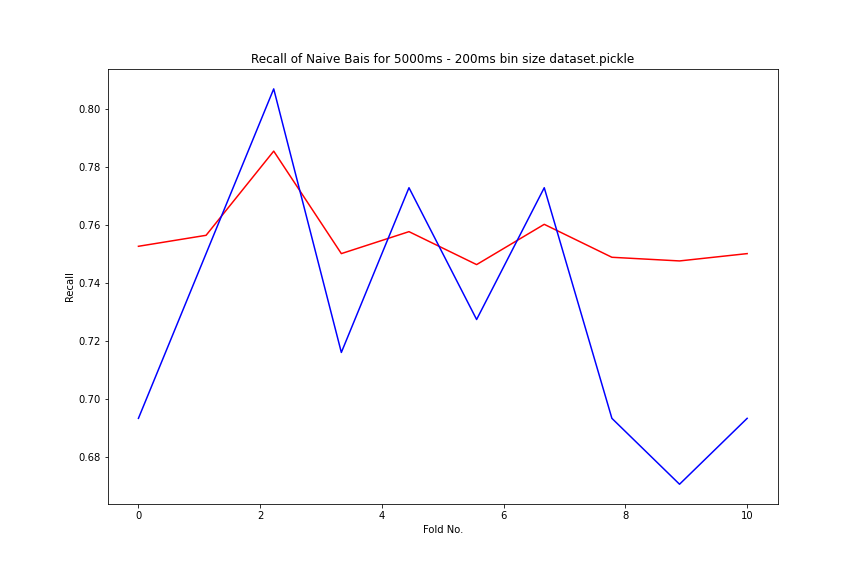 Recall of Naive Bais for 5000ms - 200ms bin size dataset.pickle
0.80
0.78
0.76
0.74
0.72
0.70
0.68
Recall
0 2 4 6 8 10
Fold No.